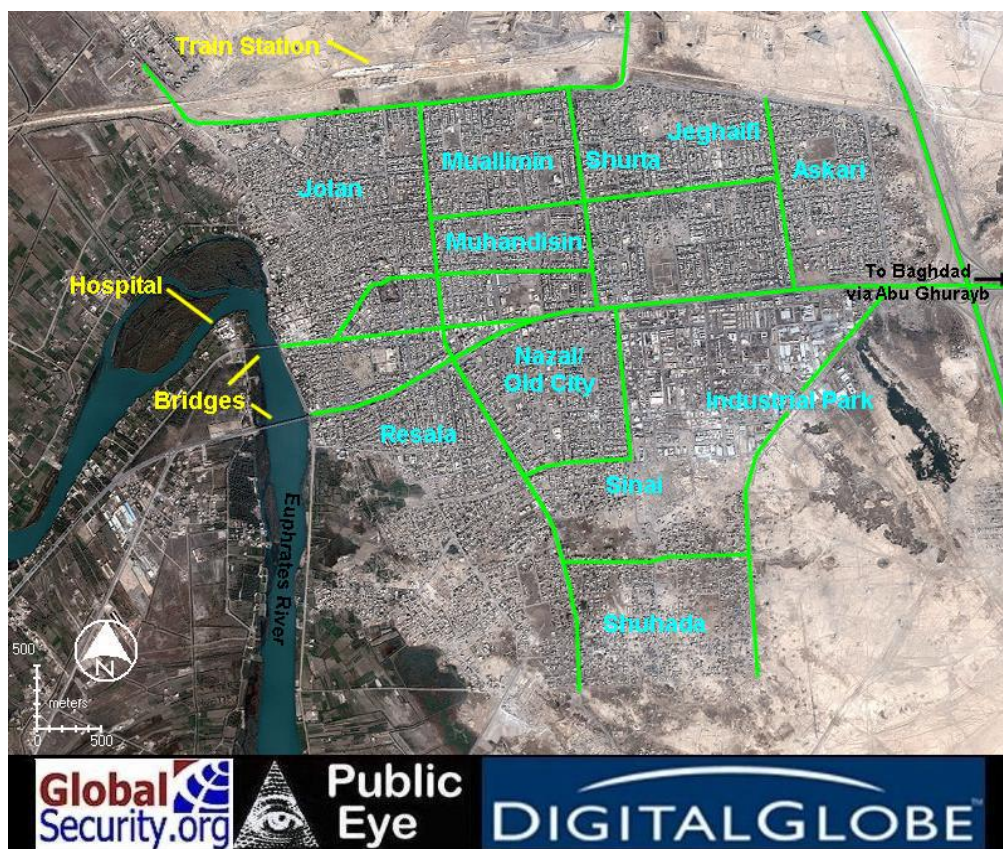 Train Station
Jeghaifi
Muallimin
Shurta
Askari
Jolan
Muhandisin
To Baghdad
via Abu Ghurayb
Hospital
Nazal/
Old City
Bridges
Industrial Park
Resala
Sinai
Euphrates River
Shuhada
500
N
meters
0
500
Global
Security.org
Public
Eye
DIGITALGLOBE